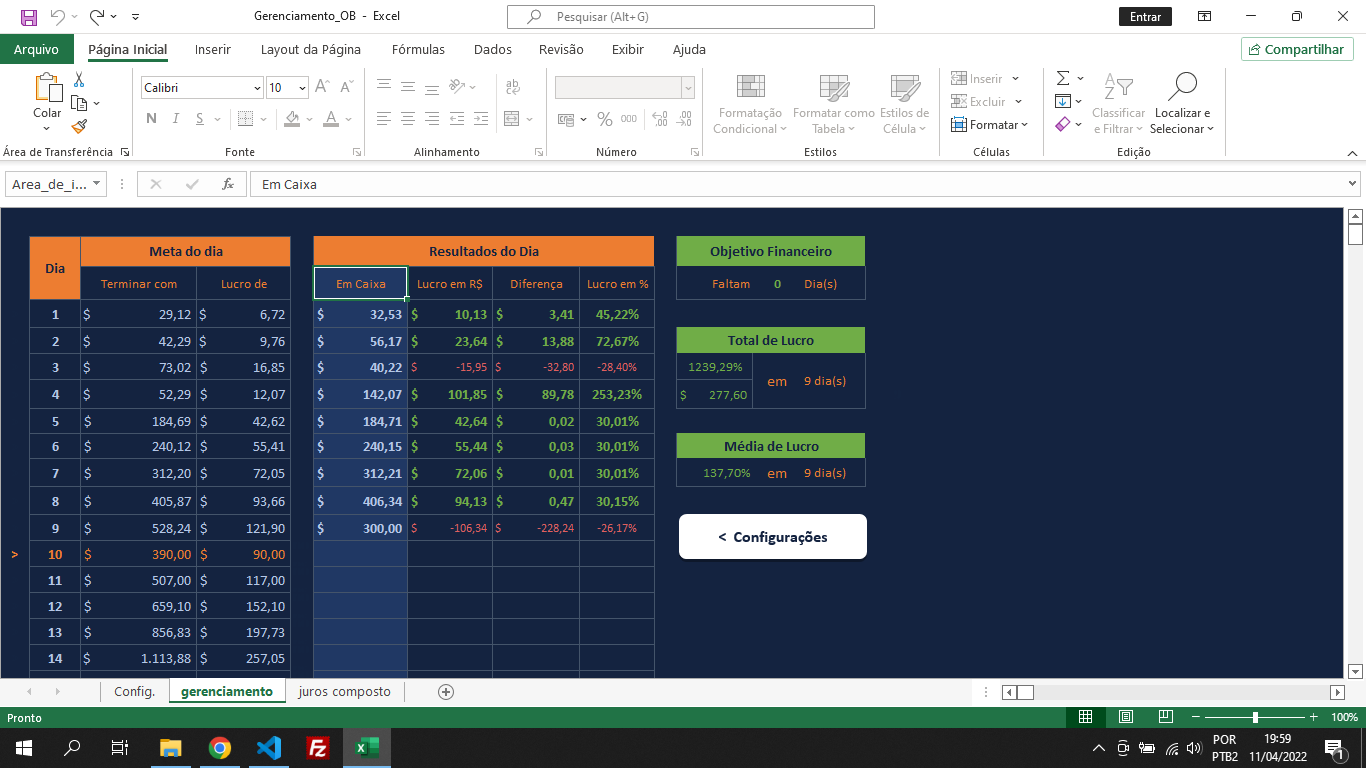 Gerenciamento_OB - Excel
Pesquisar (Alt+G)
Entrar
Arquivo Página Inicial Inserir Layout da Página Fórmulas Dados Revisão Exibir Ajuda Compartilhar
Colar
Área de Transferência
Calibri 10
N I S
Fonte
ab
Alinhamento
% 000
Número
Formatação Condicional
Formatar como Tabela
Estilos de Célula
Estilos
Inserir
Excluir
Formatar
Células
Classificar e Filtrar
Localizar e Selecionar
Edição
Area_de_i... fx Em Caixa
Dia Meta do dia Resultados do Dia Objetivo Financeiro
Terminar com Lucro de Em Caixa Lucro em R$ Diferença Lucro em % Faltam 0 Dia(s)
1 $ 29,12 $ 6,72 $ 32,53 $ 10,13 $ 3,41 45,22%
2 $ 42,29 $ 9,76 $ 56,17 $ 23,64 $ 13,88 72,67% Total de Lucro
3 $ 73,02 $ 16,85 $ 40,22 $ -15,95 $ -32,80 -28,40% 1239,29% em 9 dia(s)
4 $ 52,29 $ 12,07 $ 142,07 $ 101,85 $ 89,78 253,23% $ 277,60
5 $ 184,69 $ 42,62 $ 184,71 $ 42,64 $ 0,02 30,01%
6 $ 240,12 $ 55,41 $ 240,15 $ 55,44 $ 0,03 30,01% Média de Lucro
7 $ 312,20 $ 72,05 $ 312,21 $ 72,06 $ 0,01 30,01% 137,70% em 9 dia(s)
8 $ 405,87 $ 93,66 $ 406,34 $ 94,13 $ 0,47 30,15%
9 $ 528,24 $ 121,90 $ 300,00 $ -106,34 $ -228,24 -26,17% < Configurações
> 10 $ 390,00 $ 90,00
11 $ 507,00 $ 117,00
12 $ 659,10 $ 152,10
13 $ 856,83 $ 197,73
14 $ 1.113,88 $ 257,05
Config. gerenciamento juros composto
Pronto 100%
POR 19:59
PTB2 11/04/2022 1